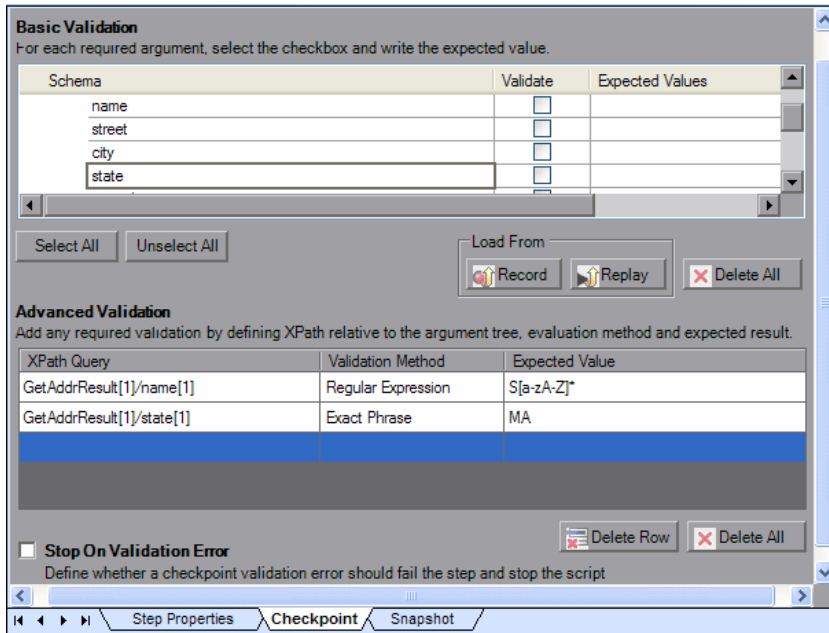 Basic Validation
For each required argument, select the checkbox and write the expected value.
Schema Validate Expected Values
name
street
city
state
Select All Unselect All Load From Record Replay Delete All
Advanced Validation
Add any required validation by defining XPath relative to the argument tree, evaluation method and expected result.
XPath Query Validation Method Expected Value
GetAddrResult[1]/name[1] Regular Expression S[a-zA-Z]*
GetAddrResult[1]/state[1] Exact Phrase MA
Delete Row Delete All
Stop On Validation Error
Define whether a checkpoint validation error should fail the step and stop the script
Step Properties Checkpoint Snapshot